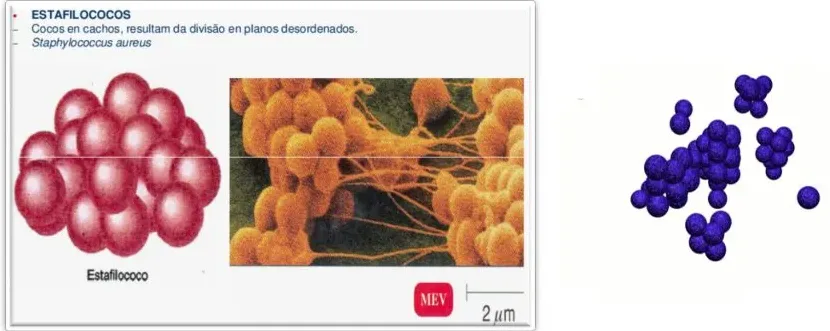 • ESTAFILOCOCOS
– Cocos en cachos, resultam da divisão en planos desordenados.
– Staphylococcus aureus
Estafilococo
MEV
2 μm